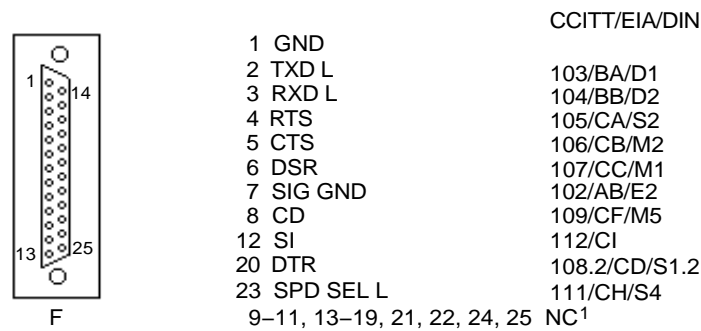 CCITT/EIA/DIN
1 GND
2 TXD L 103/BA/D1
3 RXD L 104/BB/D2
4 RTS 105/CA/S2
5 CTS 106/CB/M2
6 DSR 107/CC/M1
7 SIG GND 102/AB/E2
8 CD 109/CF/M5
12 SI 112/CI
20 DTR 108.2/CD/S1.2
23 SPD SEL L 111/CH/S4
9–11, 13–19, 21, 22, 24, 25 NC1
1
14
13
25
F